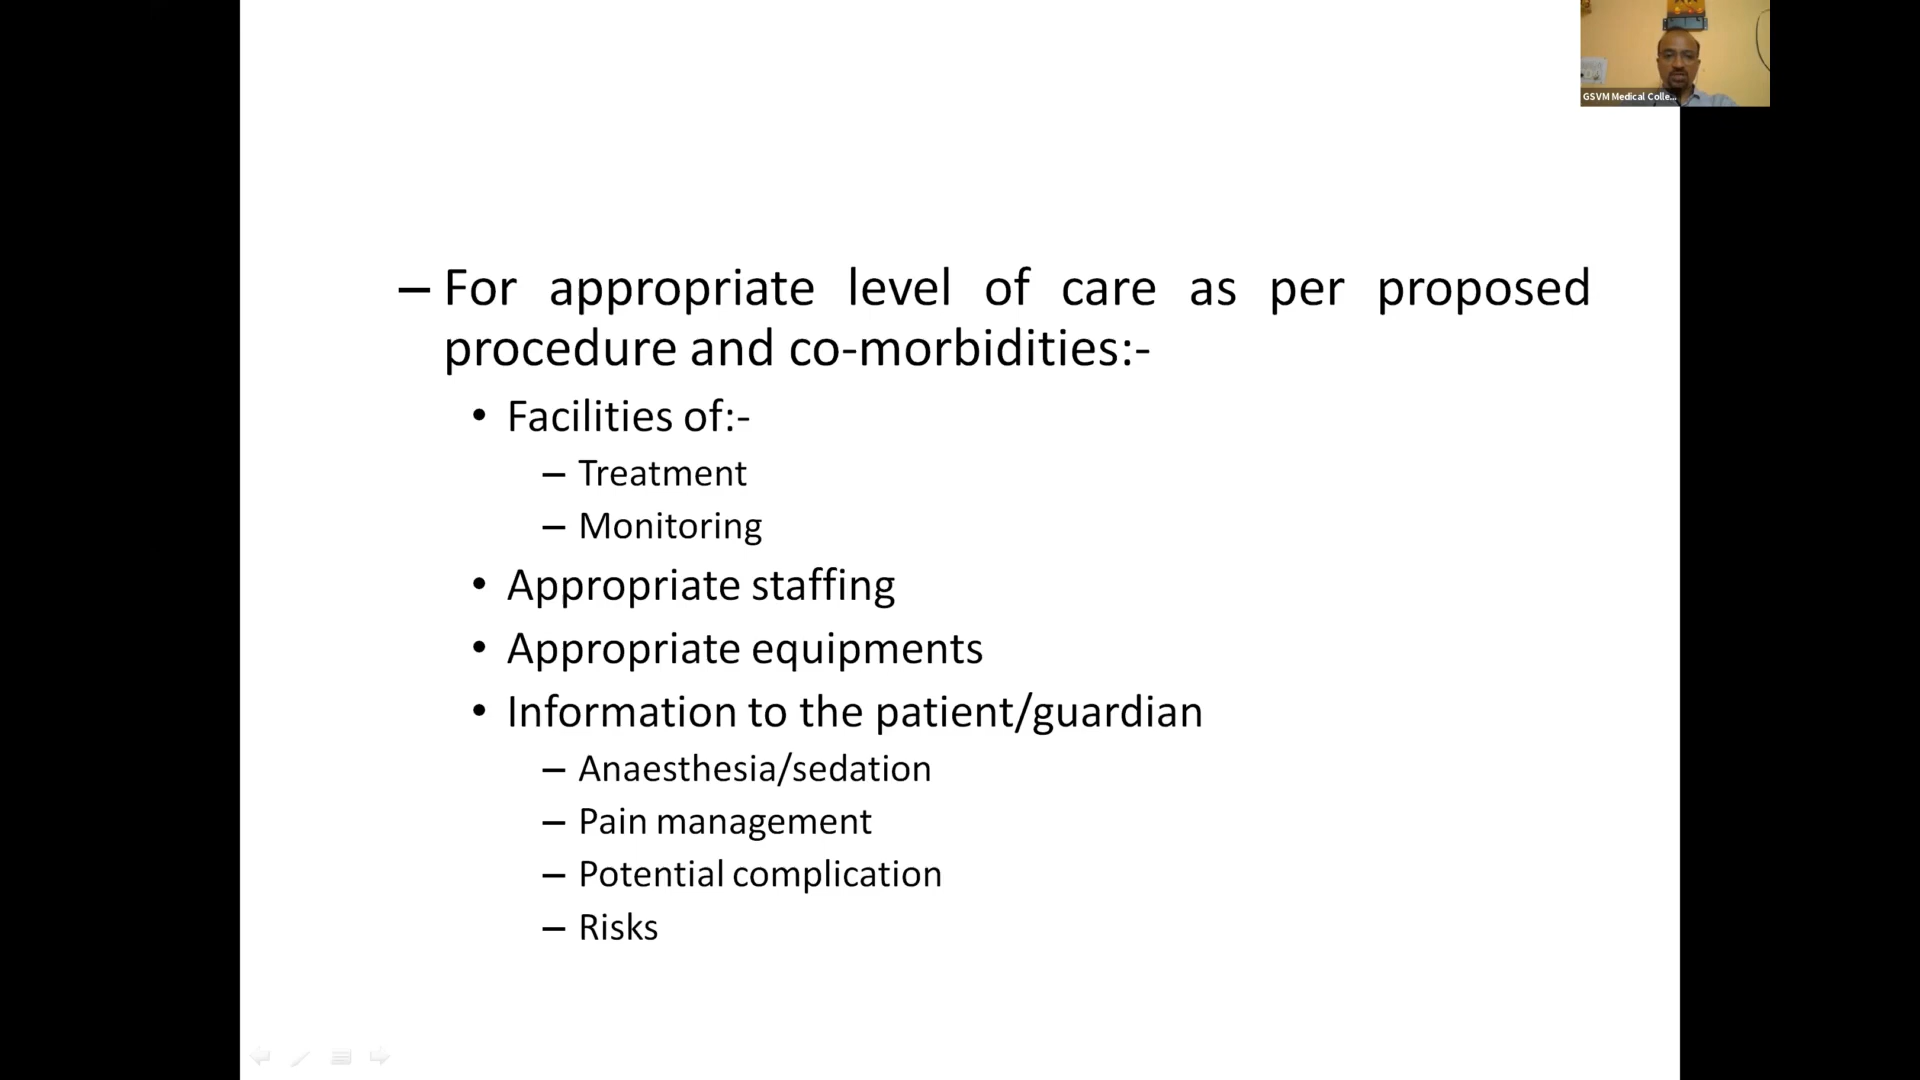 GSVM Medical Colle...
– For appropriate level of care as per proposed
procedure and co-morbidities:-
• Facilities of:-
– Treatment
– Monitoring
• Appropriate staffing
• Appropriate equipments
• Information to the patient/guardian
– Anaesthesia/sedation
– Pain management
– Potential complication
– Risks